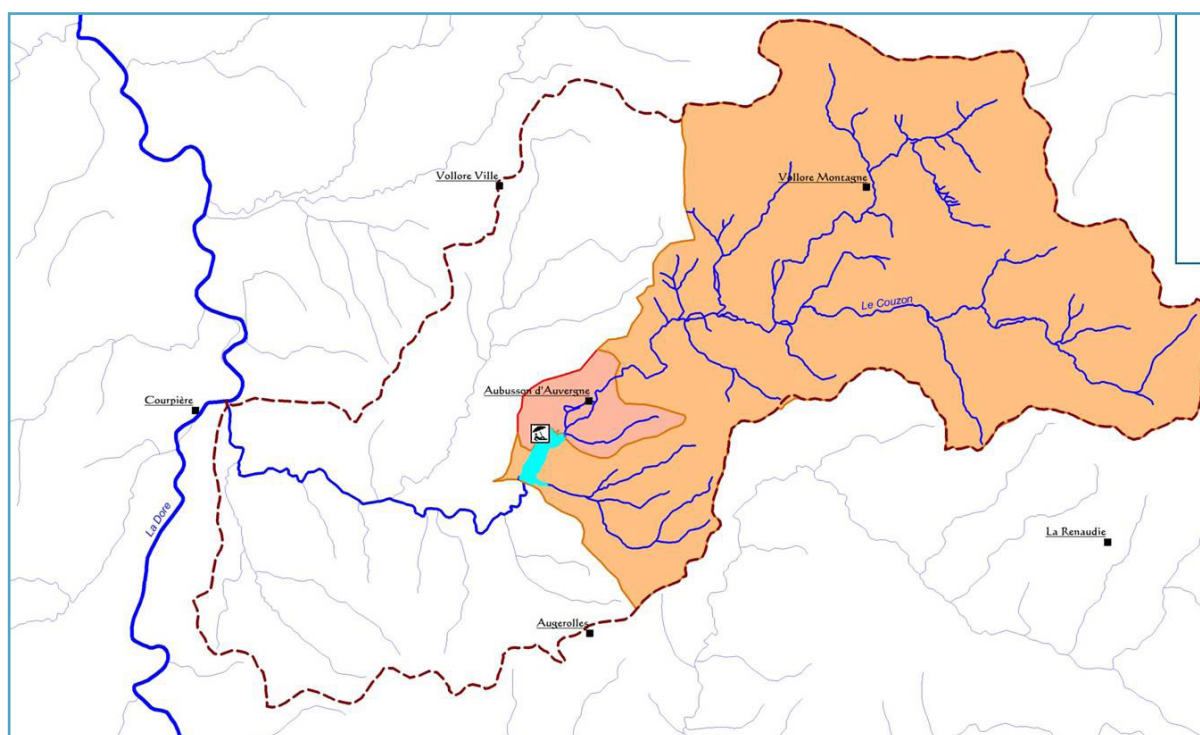 Vollore Ville
Vollore Montagne
Le Couzon
Aubusson d'Auvergne
Courpière
La Dore
La Renaudie
Augerolles